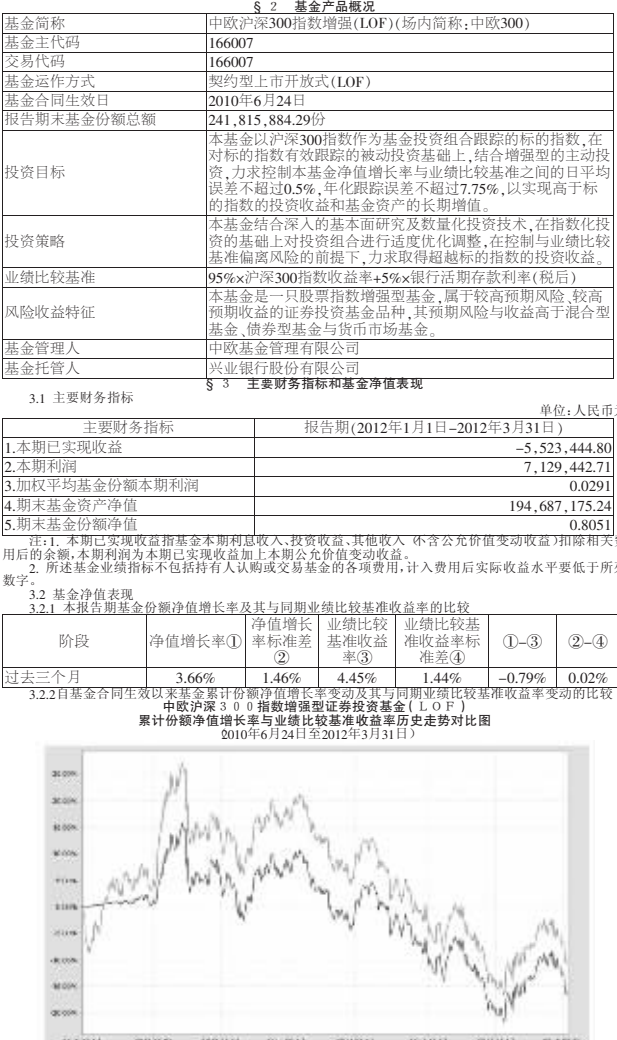 § 2 基金产品概况
基金简称 中欧沪深300指数增强(LOF)(场内简称:中欧300)
基金主代码 166007
交易代码 166007
基金运作方式 契约型上市开放式(LOF)
基金合同生效日 2010年6月24日
报告期末基金份额总额 241,815,884.29份
投资目标 本基金以沪深300指数作为基金投资组合跟踪的标的指数,在
对标的指数有效跟踪的被动投资基础上,结合增强型的主动投
资,力求控制本基金净值增长率与业绩比较基准之间的日平均
误差不超过0.5%,年化跟踪误差不超过7.75%,以实现高于标
的指数的投资收益和基金资产的长期增值。
投资策略 本基金结合深入的基本面研究及数量化投资技术,在指数化投
资的基础上对投资组合进行适度优化调整,在控制与业绩比较
基准偏离风险的前提下,力求取得超越标的指数的投资收益。
业绩比较基准 95%×沪深300指数收益率+5%×银行活期存款利率(税后)
风险收益特征 本基金是一只股票指数增强型基金,属于较高预期风险、较高
预期收益的证券投资基金品种,其预期风险与收益高于混合型
基金、债券型基金与货币市场基金。
基金管理人 中欧基金管理有限公司
基金托管人 兴业银行股份有限公司
§ 3 主要财务指标和基金净值表现
3.1 主要财务指标
单位:人民币
主要财务指标 报告期(2012年1月1日-2012年3月31日)
1.本期已实现收益 -5,523,444.80
2.本期利润 7,129,442.71
3.加权平均基金份额本期利润 0.0291
4.期末基金资产净值 194,687,175.24
5.期末基金份额净值 0.8051
注:1. 本期已实现收益指基金本期利息收入、投资收益、其他收入(不含公允价值变动收益)扣除相关
用后的余额,本期利润为本期已实现收益加上本期公允价值变动收益。
2. 所述基金业绩指标不包括持有人认购或交易基金的各项费用,计入费用后实际收益水平要低于所
数字。
3.2 基金净值表现
3.2.1 本报告期基金份额净值增长率及其与同期业绩比较基准收益率的比较
阶段 净值增长率① 净值增长率标准差② 业绩比较基准收益率③ 业绩比较基准收益率标准差④ ①-③ ②-④
过去三个月 3.66% 1.46% 4.45% 1.44% -0.79% 0.02%
3.2.2自基金合同生效以来基金累计份额净值增长率变动及其与同期业绩比较基准收益率变动的比较
中欧沪深300指数增强型证券投资基金(LOF)
累计份额净值增长率与业绩比较基准收益率历史走势对比图
(2010年6月24日至2012年3月31日)